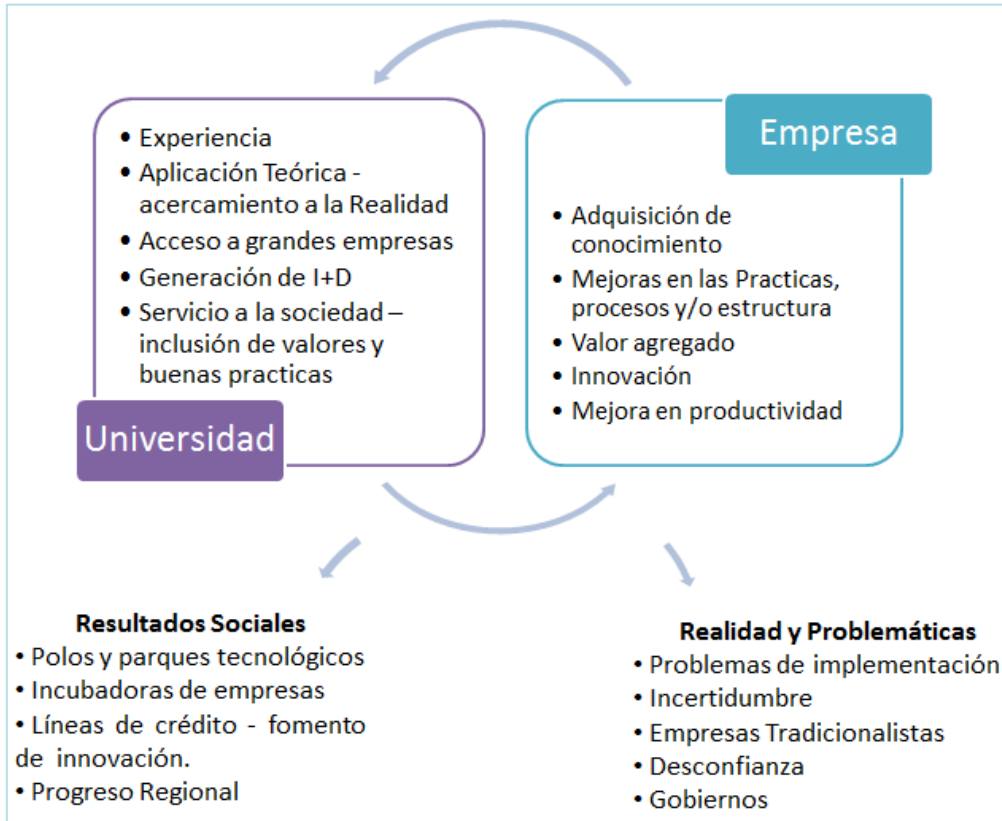 • Experiencia
• Aplicación Teórica -
acercamiento a la Realidad
• Acceso a grandes empresas
• Generación de I+D
• Servicio a la sociedad –
inclusión de valores y
buenas practicas
Universidad
Empresa
• Adquisición de
conocimiento
• Mejoras en las Practicas,
procesos y/o estructura
• Valor agregado
• Innovación
• Mejora en productividad
Resultados Sociales
• Polos y parques tecnológicos
• Incubadoras de empresas
• Líneas de crédito - fomento
de innovación.
• Progreso Regional
Realidad y Problemáticas
• Problemas de implementación
• Incertidumbre
• Empresas Tradicionalistas
• Desconfianza
• Gobiernos